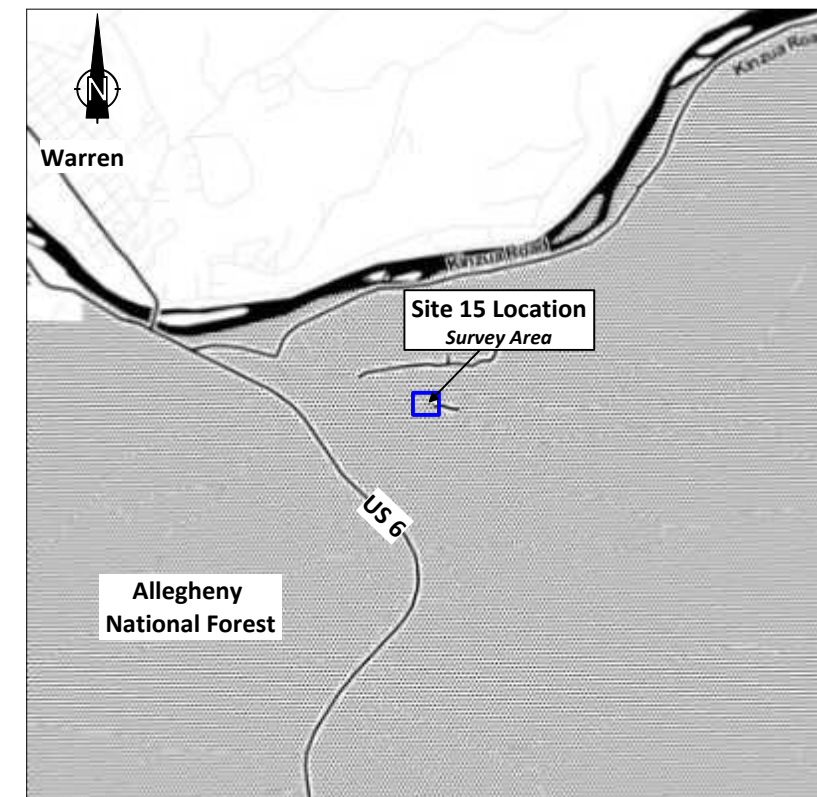 N
Kinzua Road
Warren
Kinzua Road
Site 15 Location
Survey Area
US 6
Allegheny
National Forest